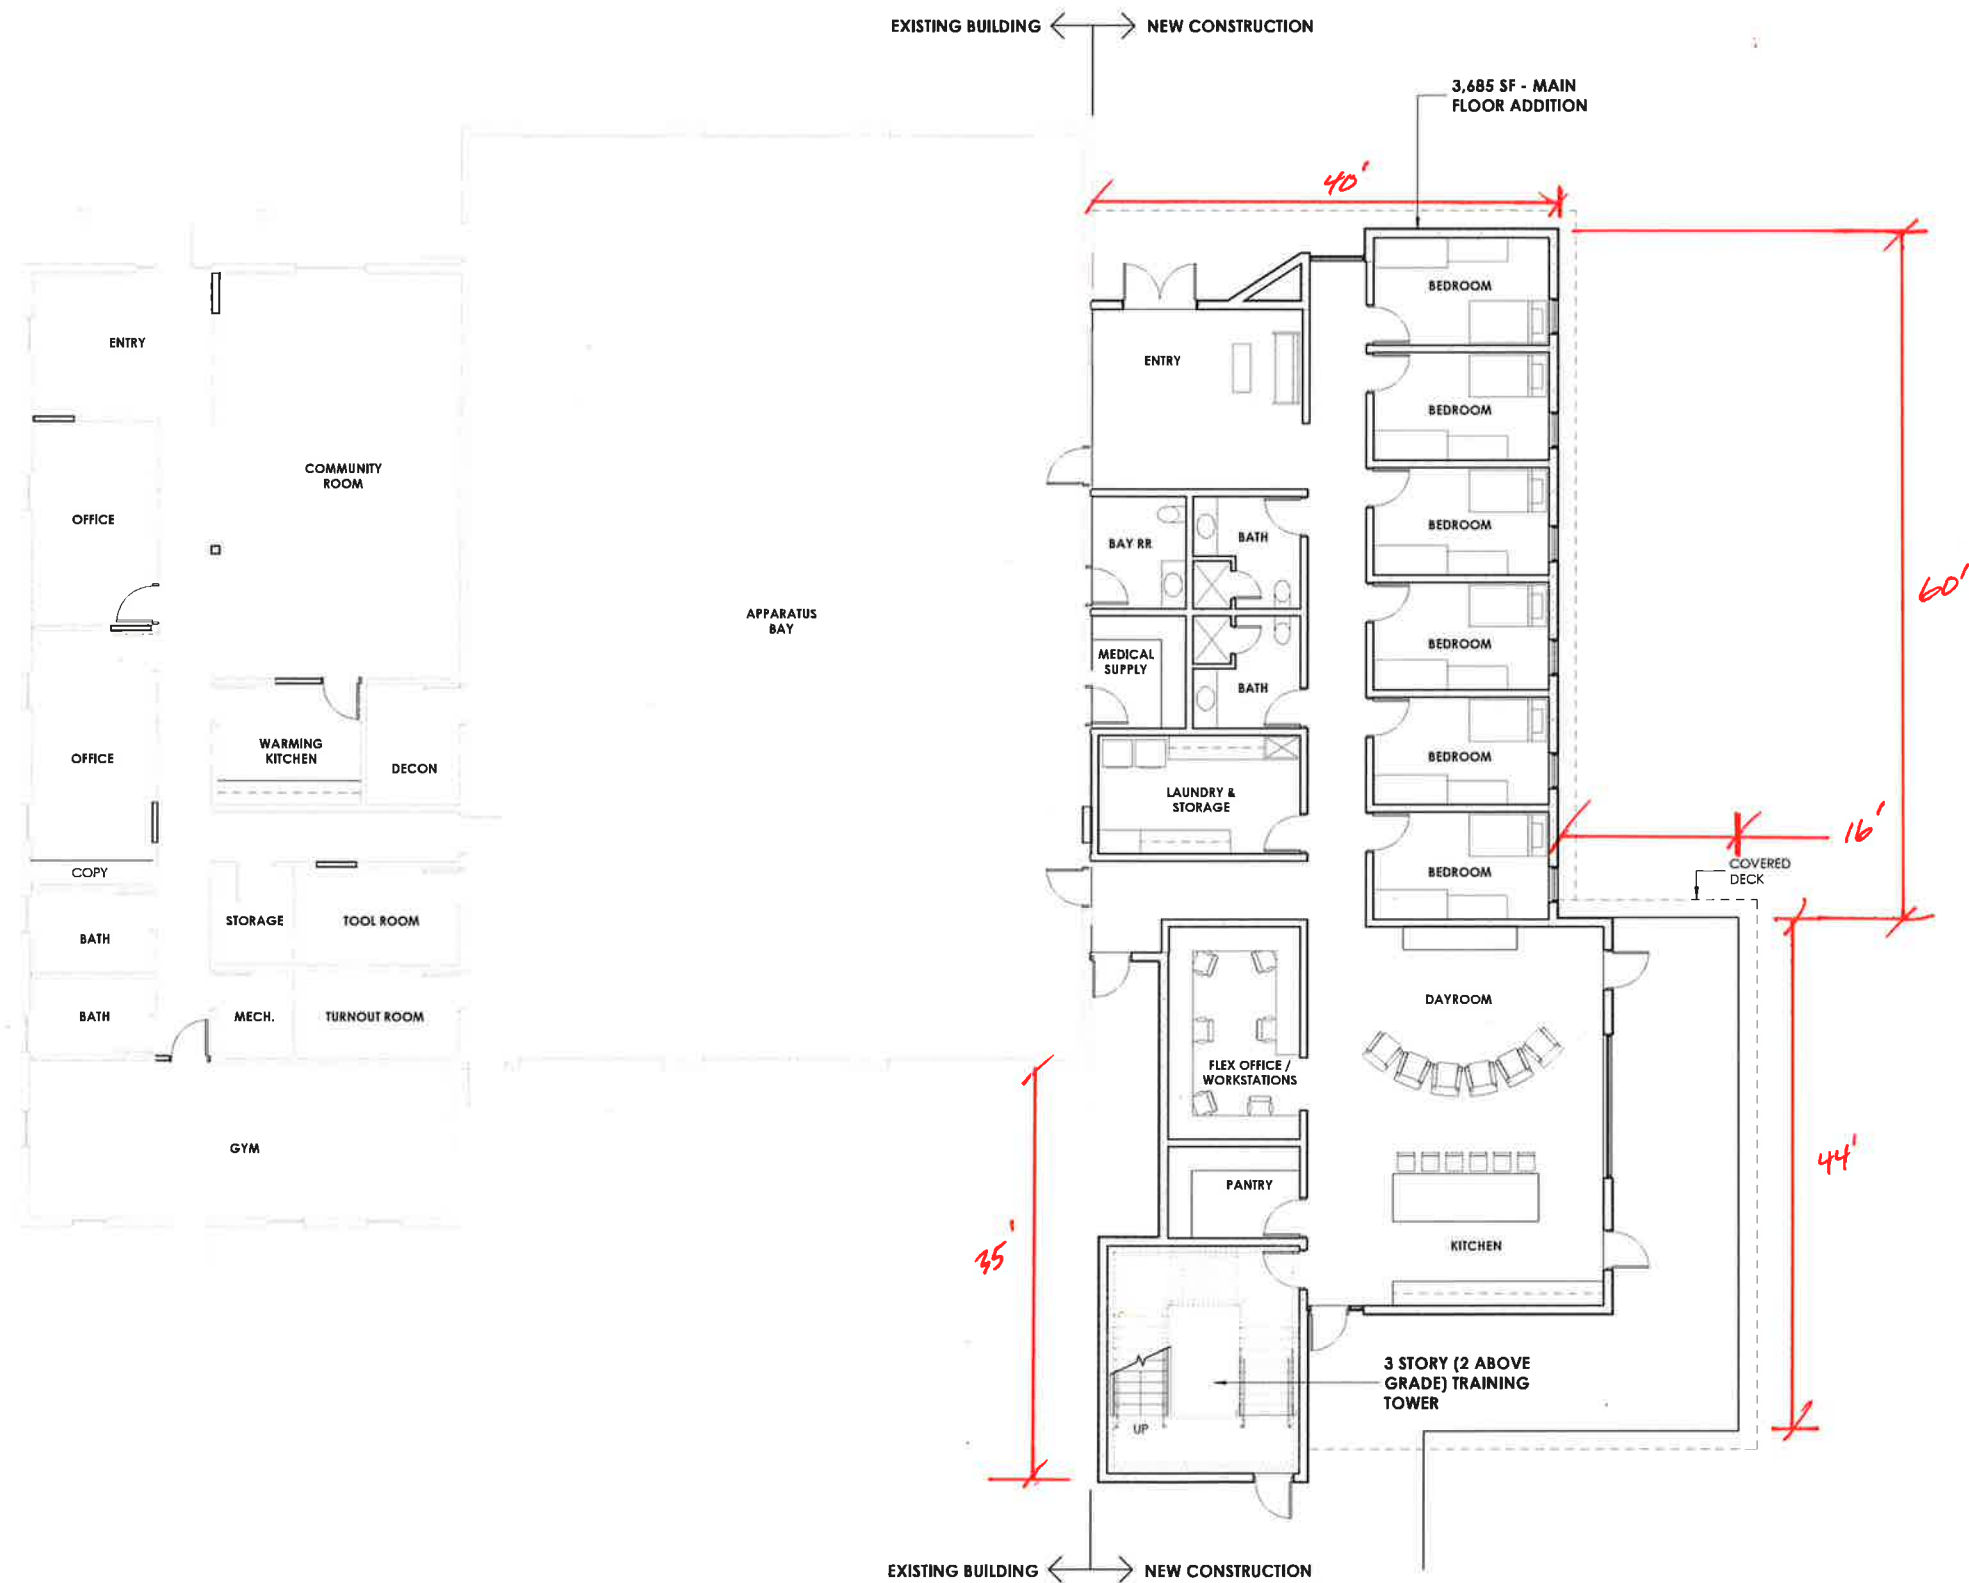 EXISTING BUILDING
NEW CONSTRUCTION
3,685 SF - MAIN
FLOOR ADDITION
40'
BEDROOM
ENTRY
ENTRY
BEDROOM
COMMUNITY
ROOM
OFFICE
BEDROOM
BAY RR
BATH
60'
APPARATUS
BAY
BEDROOM
MEDICAL
SUPPLY
BATH
WARMING
KITCHEN
OFFICE
DECON
BEDROOM
LAUNDRY &
STORAGE
16'
COVERED
DECK
COPY
BEDROOM
STORAGE
TOOL ROOM
BATH
DAYROOM
BATH
MECH.
TURNOUT ROOM
FLEX OFFICE /
WORKSTATIONS
GYM
44'
PANTRY
35'
KITCHEN
3 STORY (2 ABOVE
GRADE) TRAINING
TOWER
UP
EXISTING BUILDING
NEW CONSTRUCTION